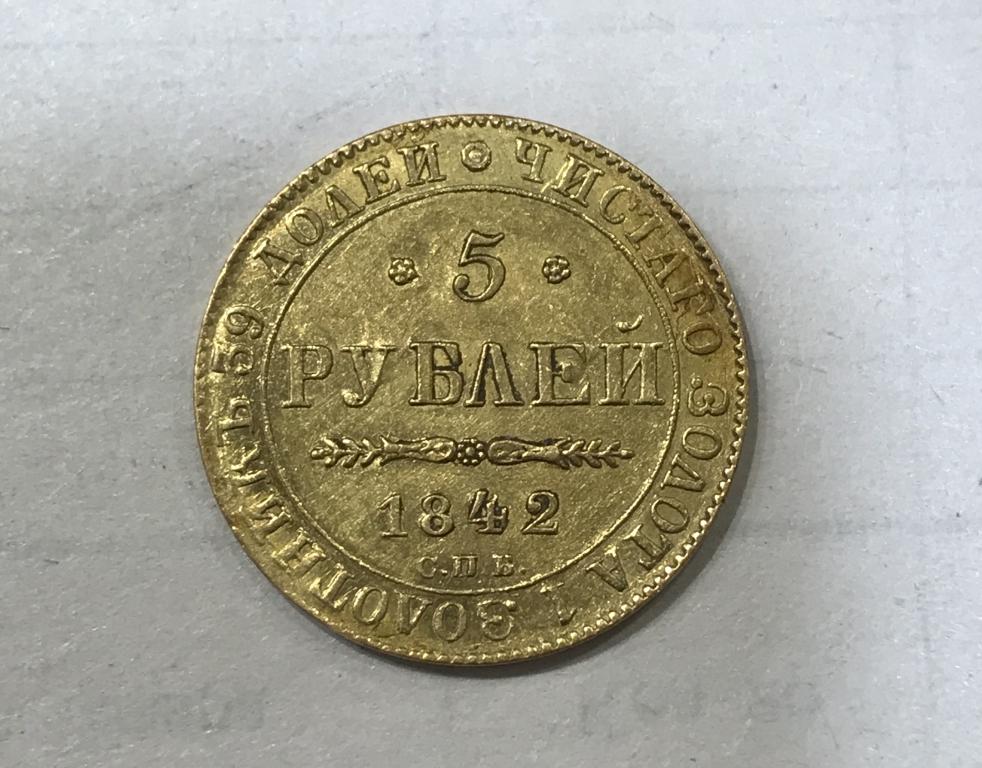 ЧИСТАГО ЗОЛОТА 1 ЗОЛОТНИКЪ 39 ДОЛЕЙ
5
РУБЛЕЙ
1842
С.П.Б.